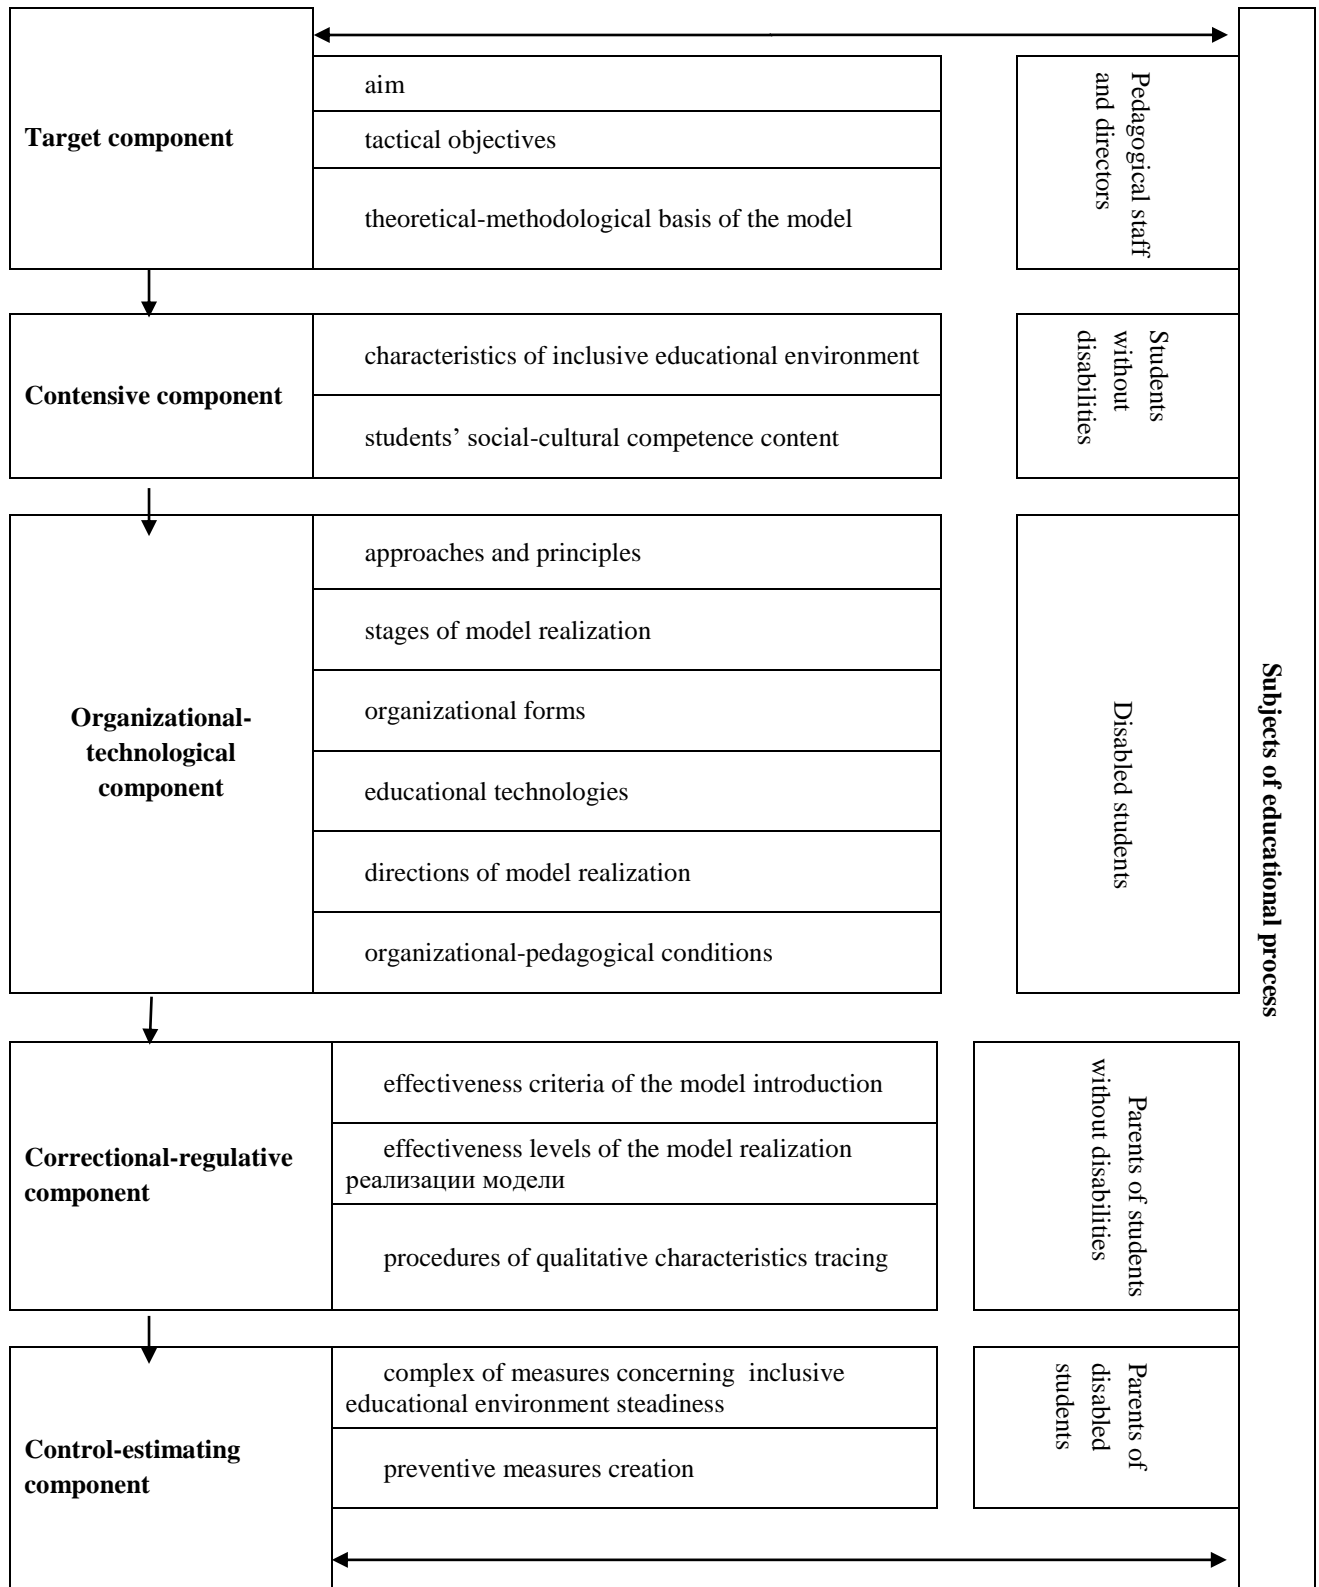 Target component
aim
tactical objectives
theoretical-methodological basis of the model
Pedagogical staff
and directors
Contensive component
characteristics of inclusive educational environment
students’ social-cultural competence content
Students
without
disabilities
Organizational-
technological
component
approaches and principles
stages of model realization
organizational forms
educational technologies
directions of model realization
organizational-pedagogical conditions
Disabled students
Subjects of educational process
Correctional-regulative
component
effectiveness criteria of the model introduction
effectiveness levels of the model realization
реализации модели
procedures of qualitative characteristics tracing
Parents of students
without disabilities
Control-estimating
component
complex of measures concerning inclusive
educational environment steadiness
preventive measures creation
Parents of
disabled
students